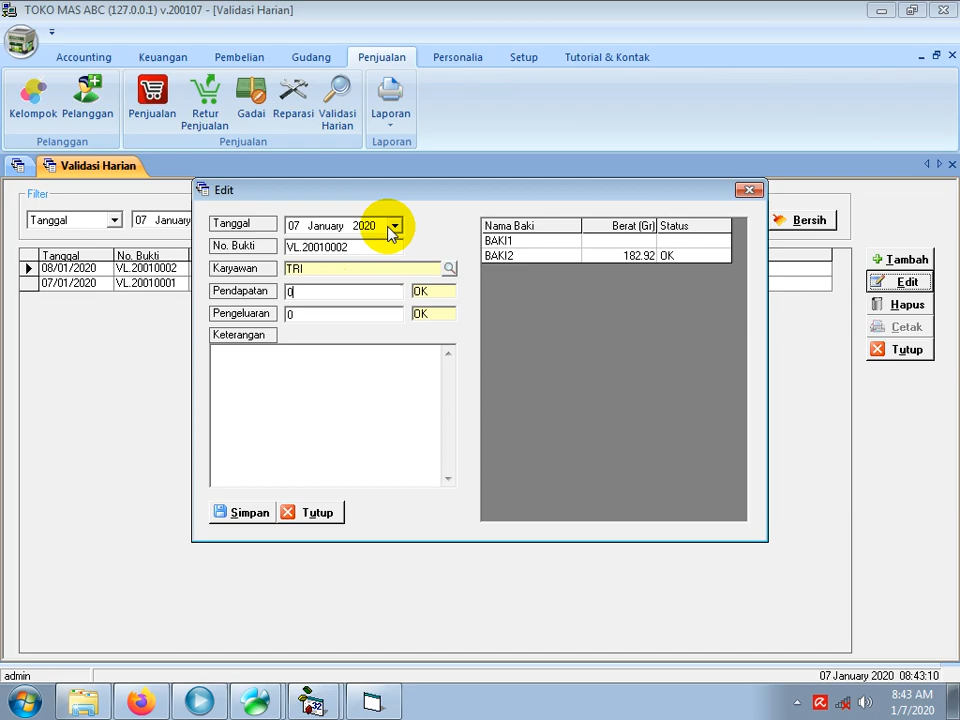 TOKO MAS ABC (127.0.0.1) v.200107 - [Validasi Harian]
Accounting Keuangan Pembelian Gudang Penjualan Personalia Setup Tutorial & Kontak
Kelompok Pelanggan Penjualan Retur Penjualan Gadai Reparasi Validasi Harian Laporan
Pelanggan Penjualan Laporan
Validasi Harian
Filter
Tanggal 07 January Bersih
Edit
Tanggal No. Bukti
08/01/2020 VL.20010002
07/01/2020 VL.20010001
Tanggal 07 January 2020
No. Bukti VL.20010002
Karyawan TRI
Pendapatan 0 OK
Pengeluaran 0 OK
Keterangan
Simpan Tutup
Nama Baki Berat (Gr) Status
BAKI1
BAKI2 182.92 OK
Tambah
Edit
Hapus
Cetak
Tutup
admin 07 January 2020 08:43:10
32
8:43 AM
1/7/2020